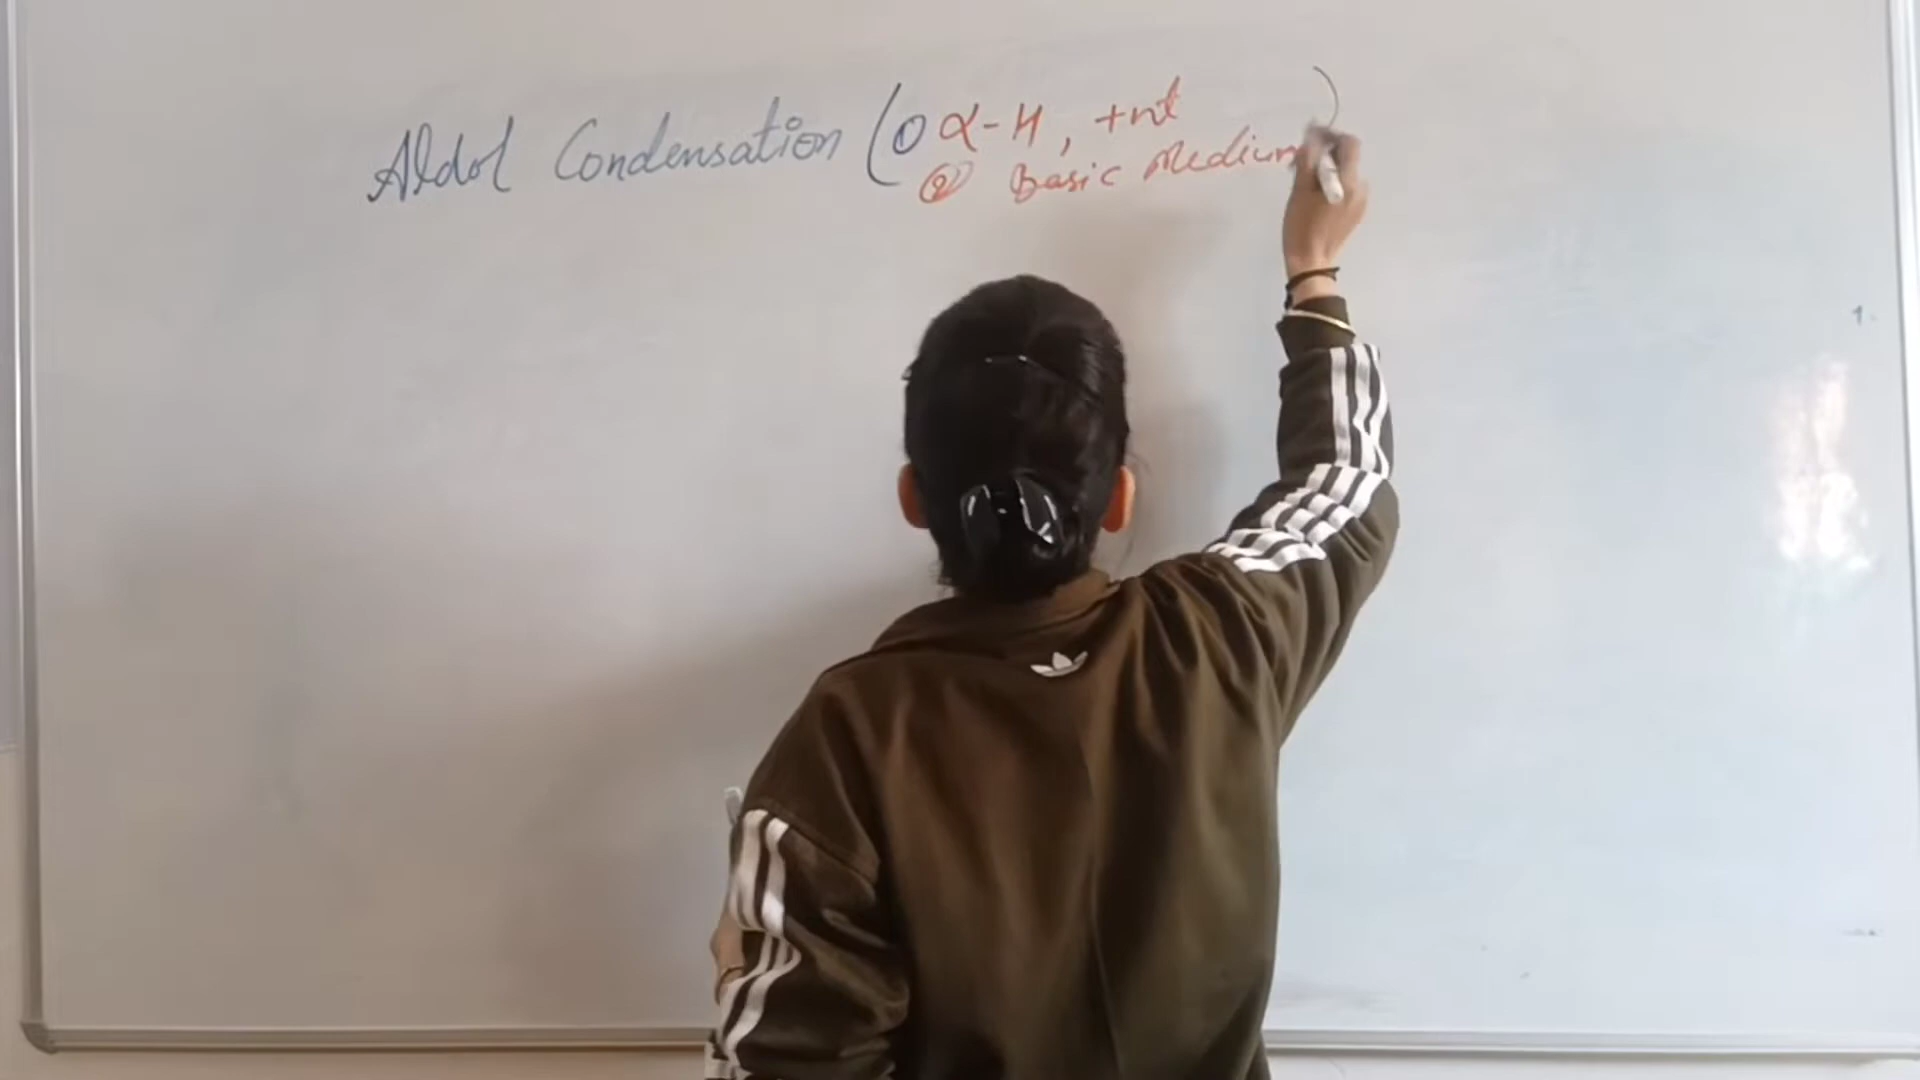 Aldol Condensation (① α-H, +nt
② Basic Medium)